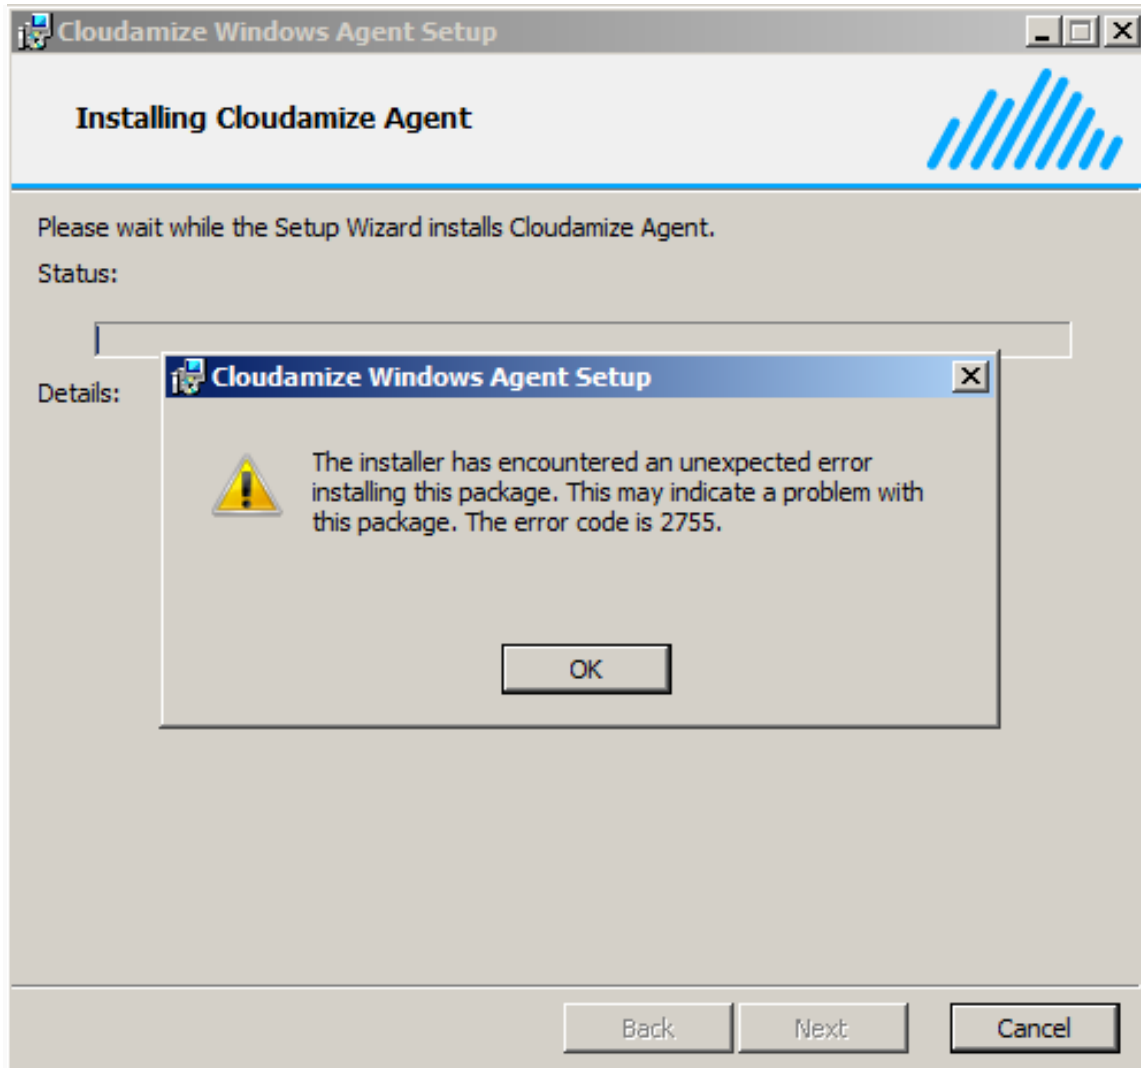 Cloudamize Windows Agent Setup
Installing Cloudamize Agent
Please wait while the Setup Wizard installs Cloudamize Agent.
Status:
Details:
Cloudamize Windows Agent Setup
The installer has encountered an unexpected error
installing this package. This may indicate a problem with
this package. The error code is 2755.
OK
Back
Next
Cancel